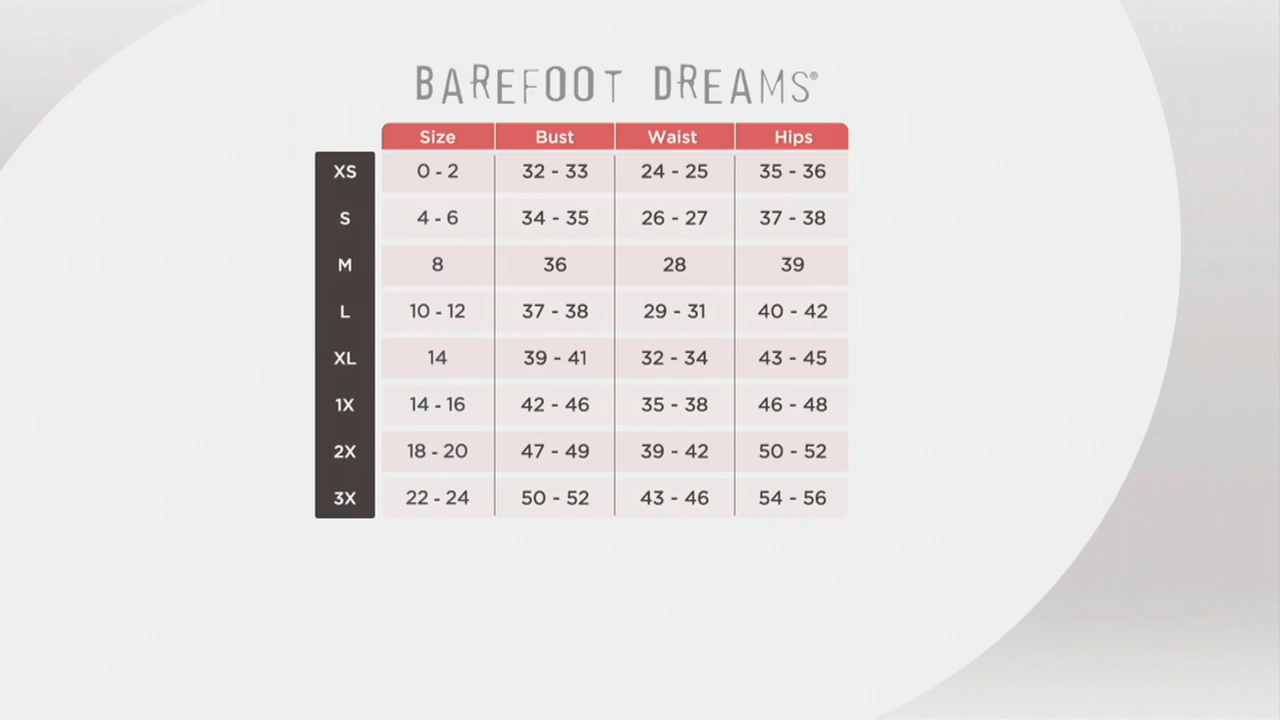 BAREFOOT DREAMS®
Size Bust Waist Hips
XS 0 - 2 32 - 33 24 - 25 35 - 36
S 4 - 6 34 - 35 26 - 27 37 - 38
M 8 36 28 39
L 10 - 12 37 - 38 29 - 31 40 - 42
XL 14 39 - 41 32 - 34 43 - 45
1X 14 - 16 42 - 46 35 - 38 46 - 48
2X 18 - 20 47 - 49 39 - 42 50 - 52
3X 22 - 24 50 - 52 43 - 46 54 - 56